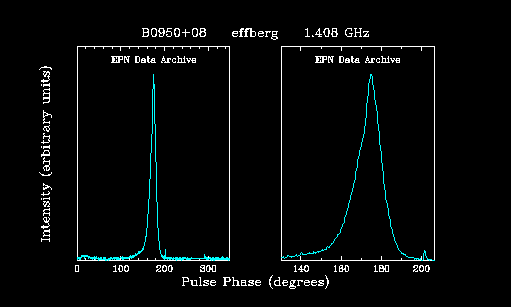 B0950+08 effberg 1.408 GHz
EPN Data Archive EPN Data Archive
Intensity (arbitrary units)
0 100 200 300 140 160 180 200
Pulse Phase (degrees)